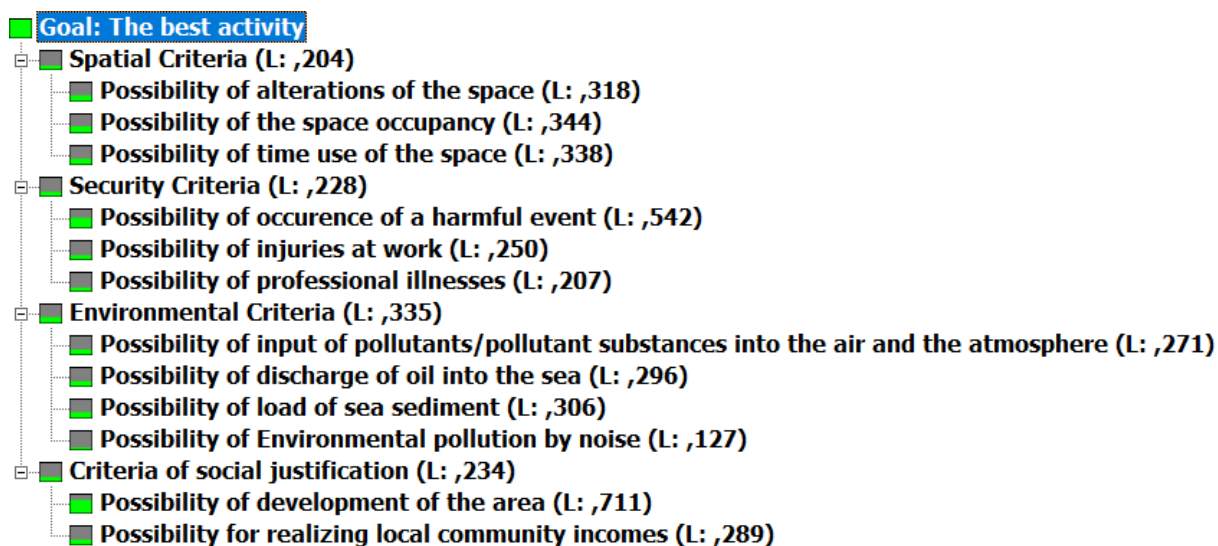 Goal: The best activity
Spatial Criteria (L: ,204)
Possibility of alterations of the space (L: ,318)
Possibility of the space occupancy (L: ,344)
Possibility of time use of the space (L: ,338)
Security Criteria (L: ,228)
Possibility of occurence of a harmful event (L: ,542)
Possibility of injuries at work (L: ,250)
Possibility of professional illnesses (L: ,207)
Environmental Criteria (L: ,335)
Possibility of input of pollutants/pollutant substances into the air and the atmosphere (L: ,271)
Possibility of discharge of oil into the sea (L: ,296)
Possibility of load of sea sediment (L: ,306)
Possibility of Environmental pollution by noise (L: ,127)
Criteria of social justification (L: ,234)
Possibility of development of the area (L: ,711)
Possibility for realizing local community incomes (L: ,289)